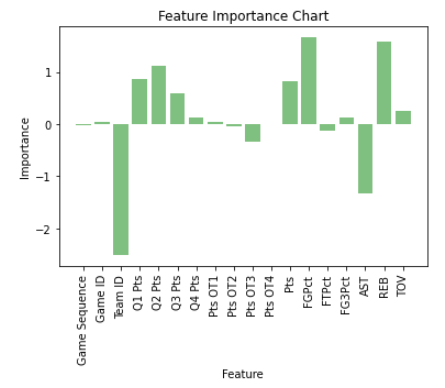 Feature Importance Chart
1
0
−1
−2
Importance
Game Sequence
Game ID
Team ID
Q1 Pts
Q2 Pts
Q3 Pts
Q4 Pts
Pts OT1
Pts OT2
Pts OT3
Pts OT4
Pts
FGPct
FTPct
FG3Pct
AST
REB
TOV
Feature